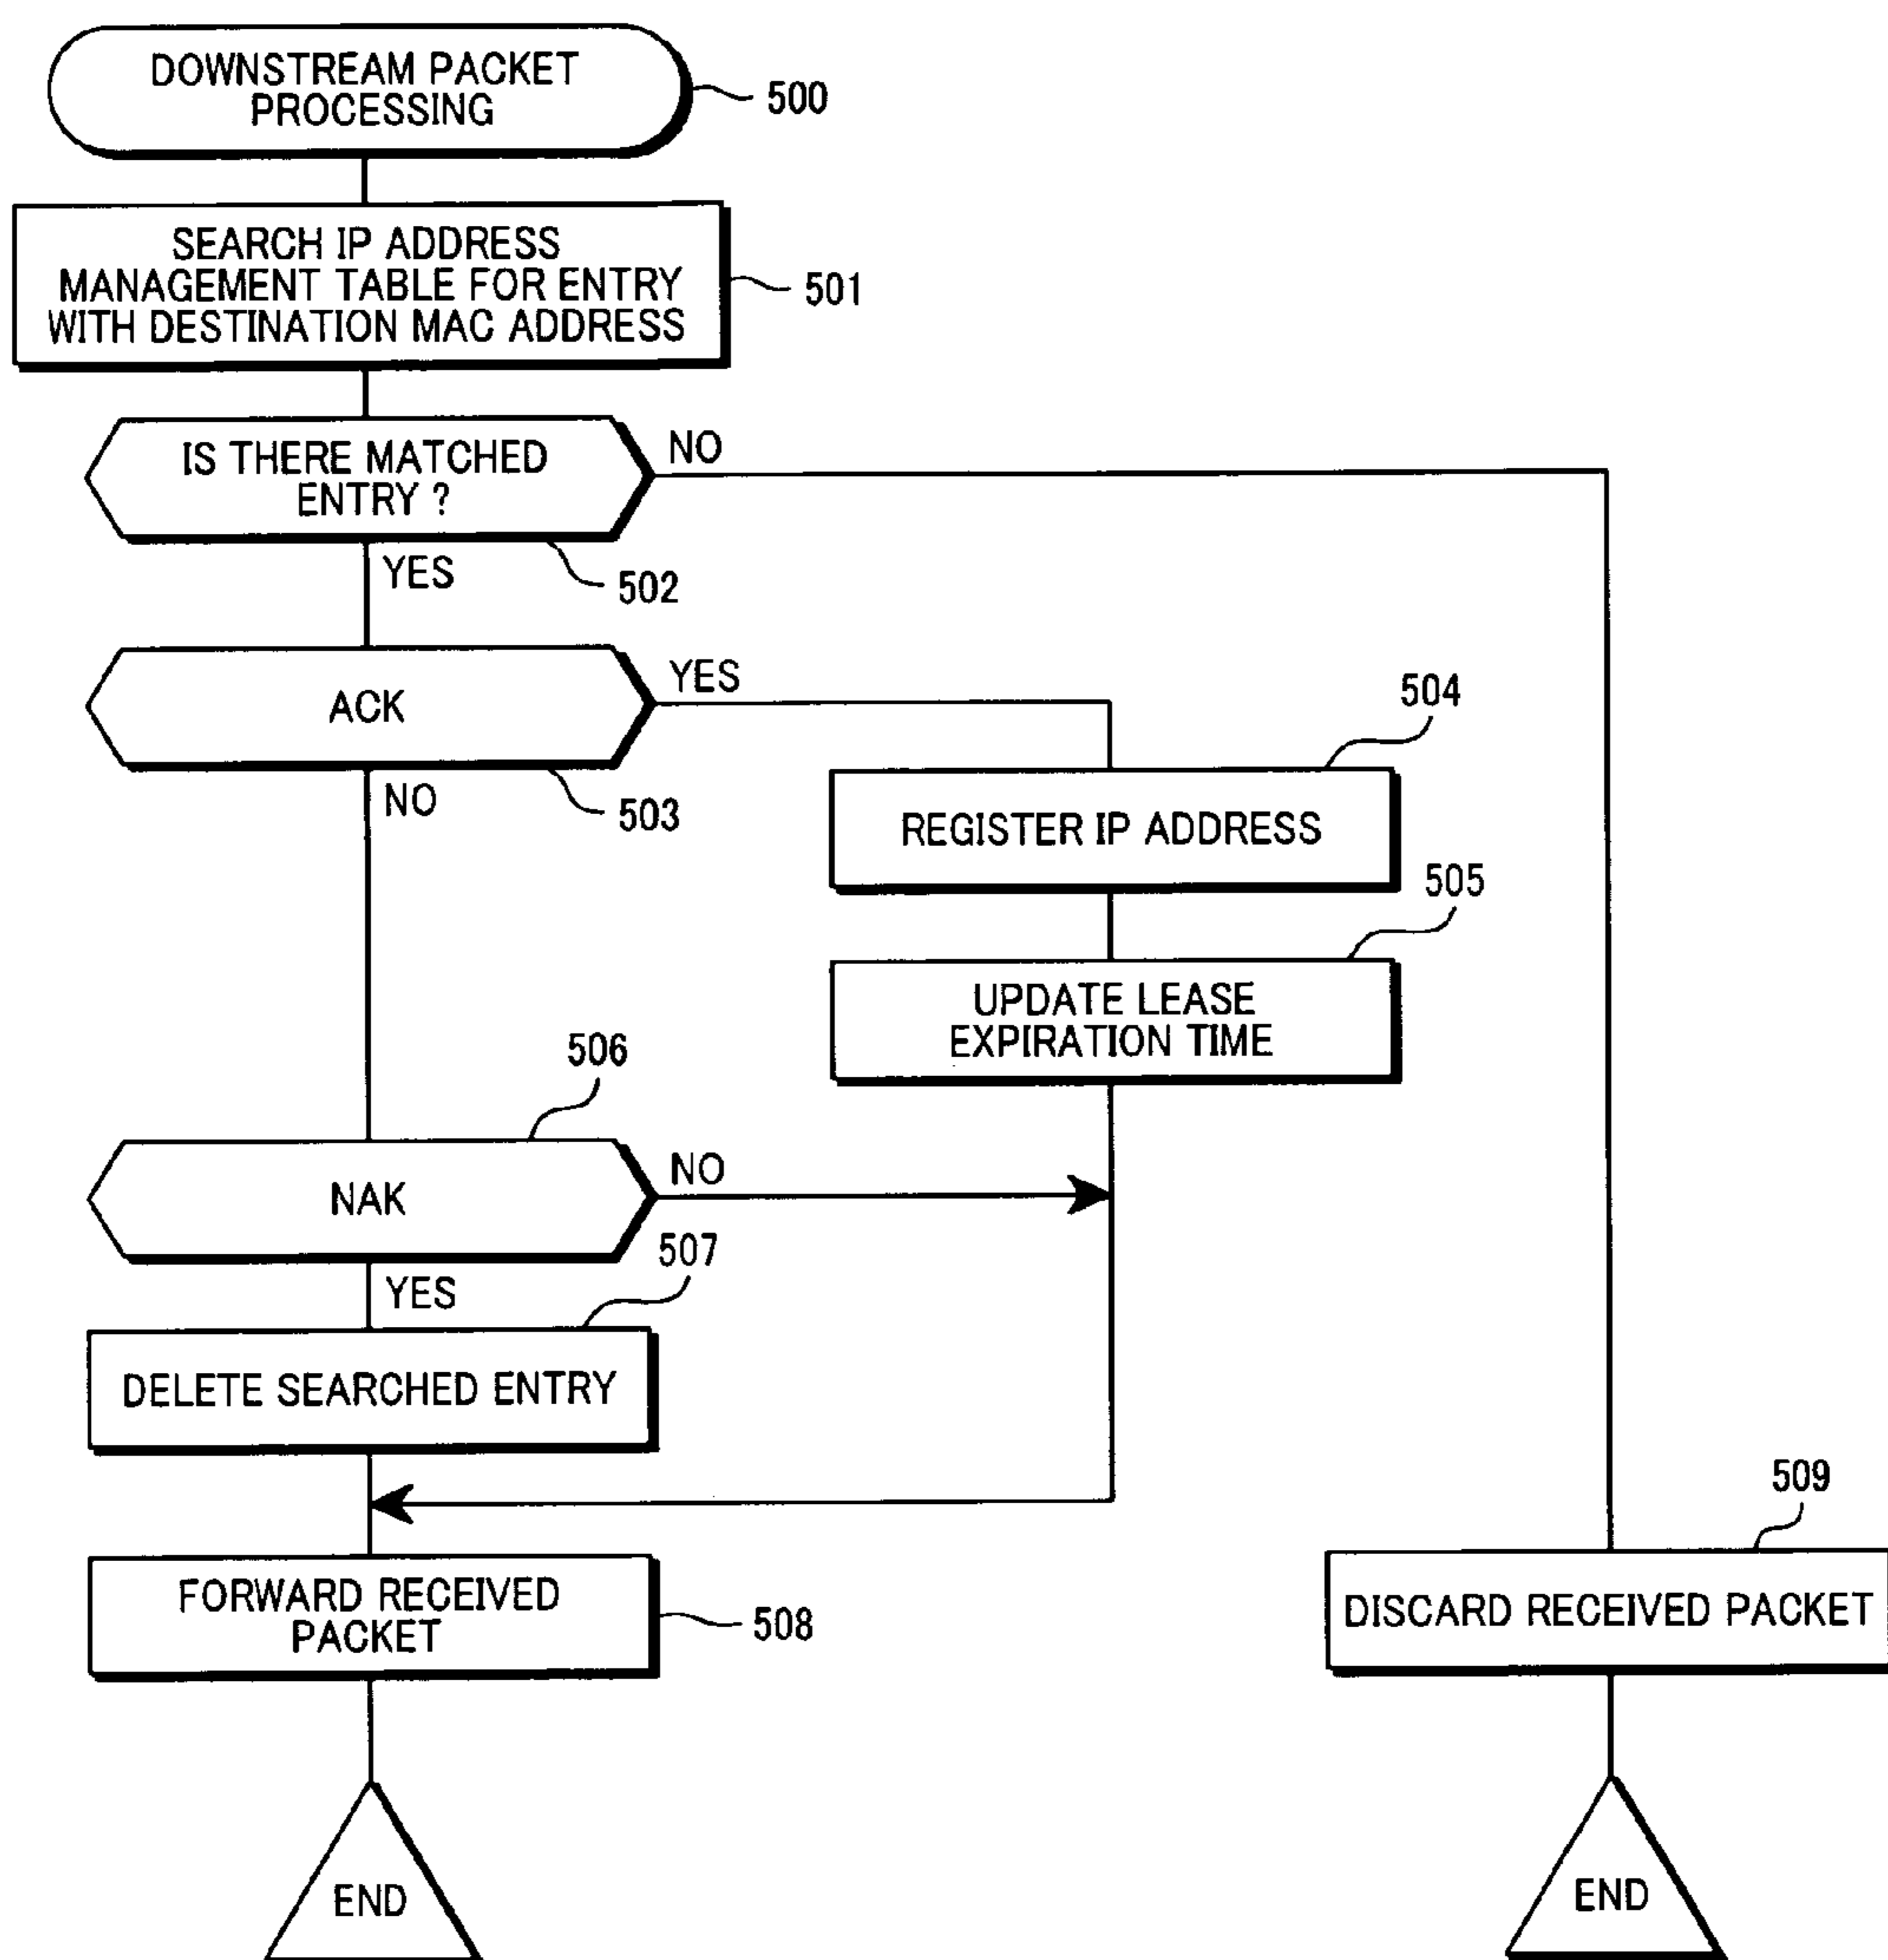 DOWNSTREAM PACKET
PROCESSING
500
SEARCH IP ADDRESS
MANAGEMENT TABLE FOR ENTRY
WITH DESTINATION MAC ADDRESS
501
IS THERE MATCHED
ENTRY ?
NO
YES
502
ACK
YES
NO
503
504
REGISTER IP ADDRESS
505
UPDATE LEASE
EXPIRATION TIME
506
NAK
NO
YES
507
DELETE SEARCHED ENTRY
FORWARD RECEIVED
PACKET
508
509
DISCARD RECEIVED PACKET
END
END